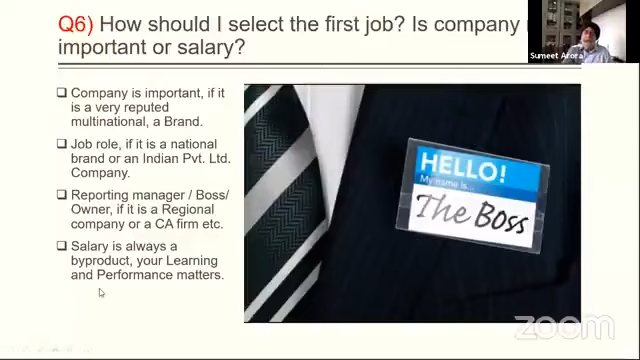 Q6) How should I select the first job? Is company
important or salary?
Sumeet Arora
❑ Company is important, if it
is a very reputed
multinational, a Brand.
❑ Job role, if it is a national
brand or an Indian Pvt. Ltd.
Company.
❑ Reporting manager / Boss/
Owner, if it is a Regional
company or a CA firm etc.
❑ Salary is always a
byproduct, your Learning
and Performance matters.
HELLO!
My name is...
The Boss
zoom